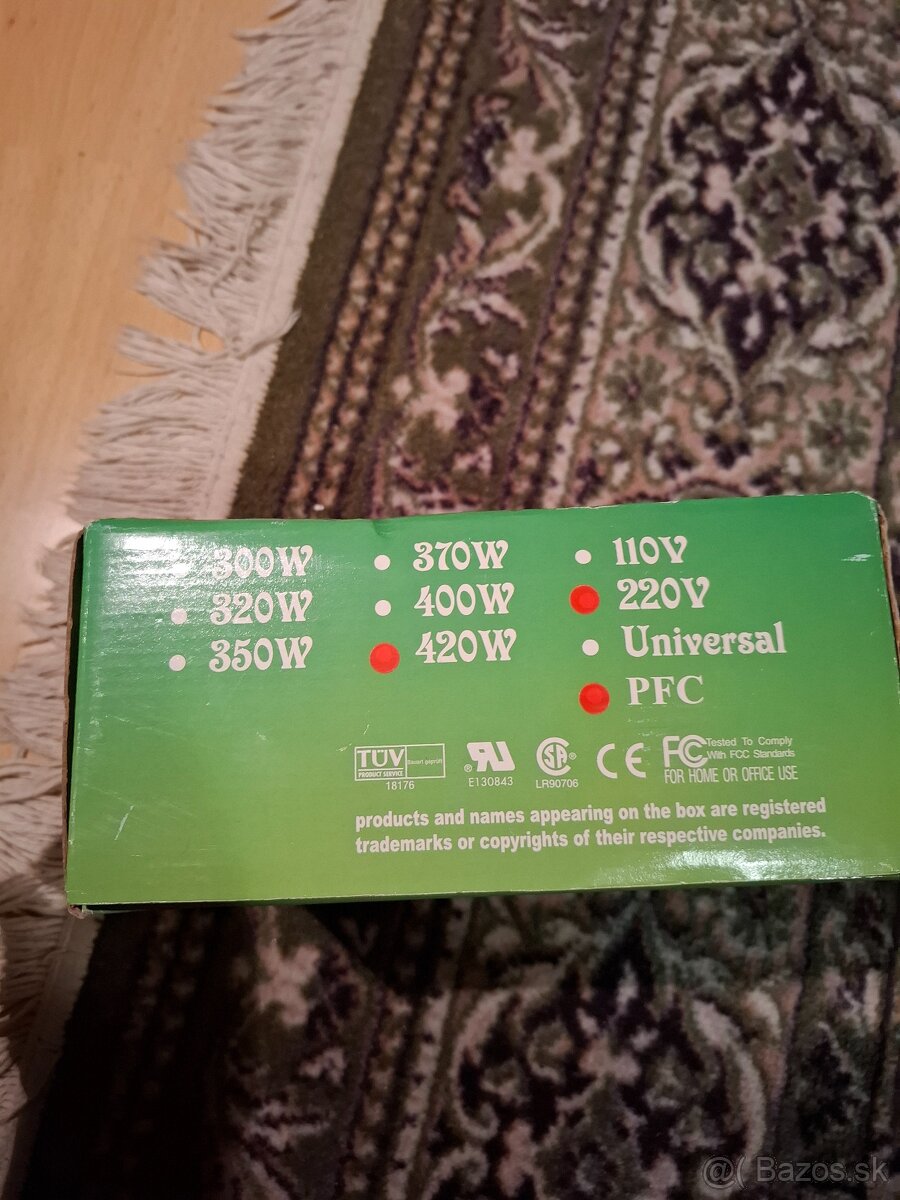 300W
320W
350W
370W
400W
420W
110V
220V
Universal
PFC
TÜV
Bauart geprüft
PRODUCT SERVICE
18176
®
E130843
SA®
LR90706
CE
FC Tested To Comply
With FCC Standards
FOR HOME OR OFFICE USE
products and names appearing on the box are registered
trademarks or copyrights of their respective companies.
@( Bazos.sk